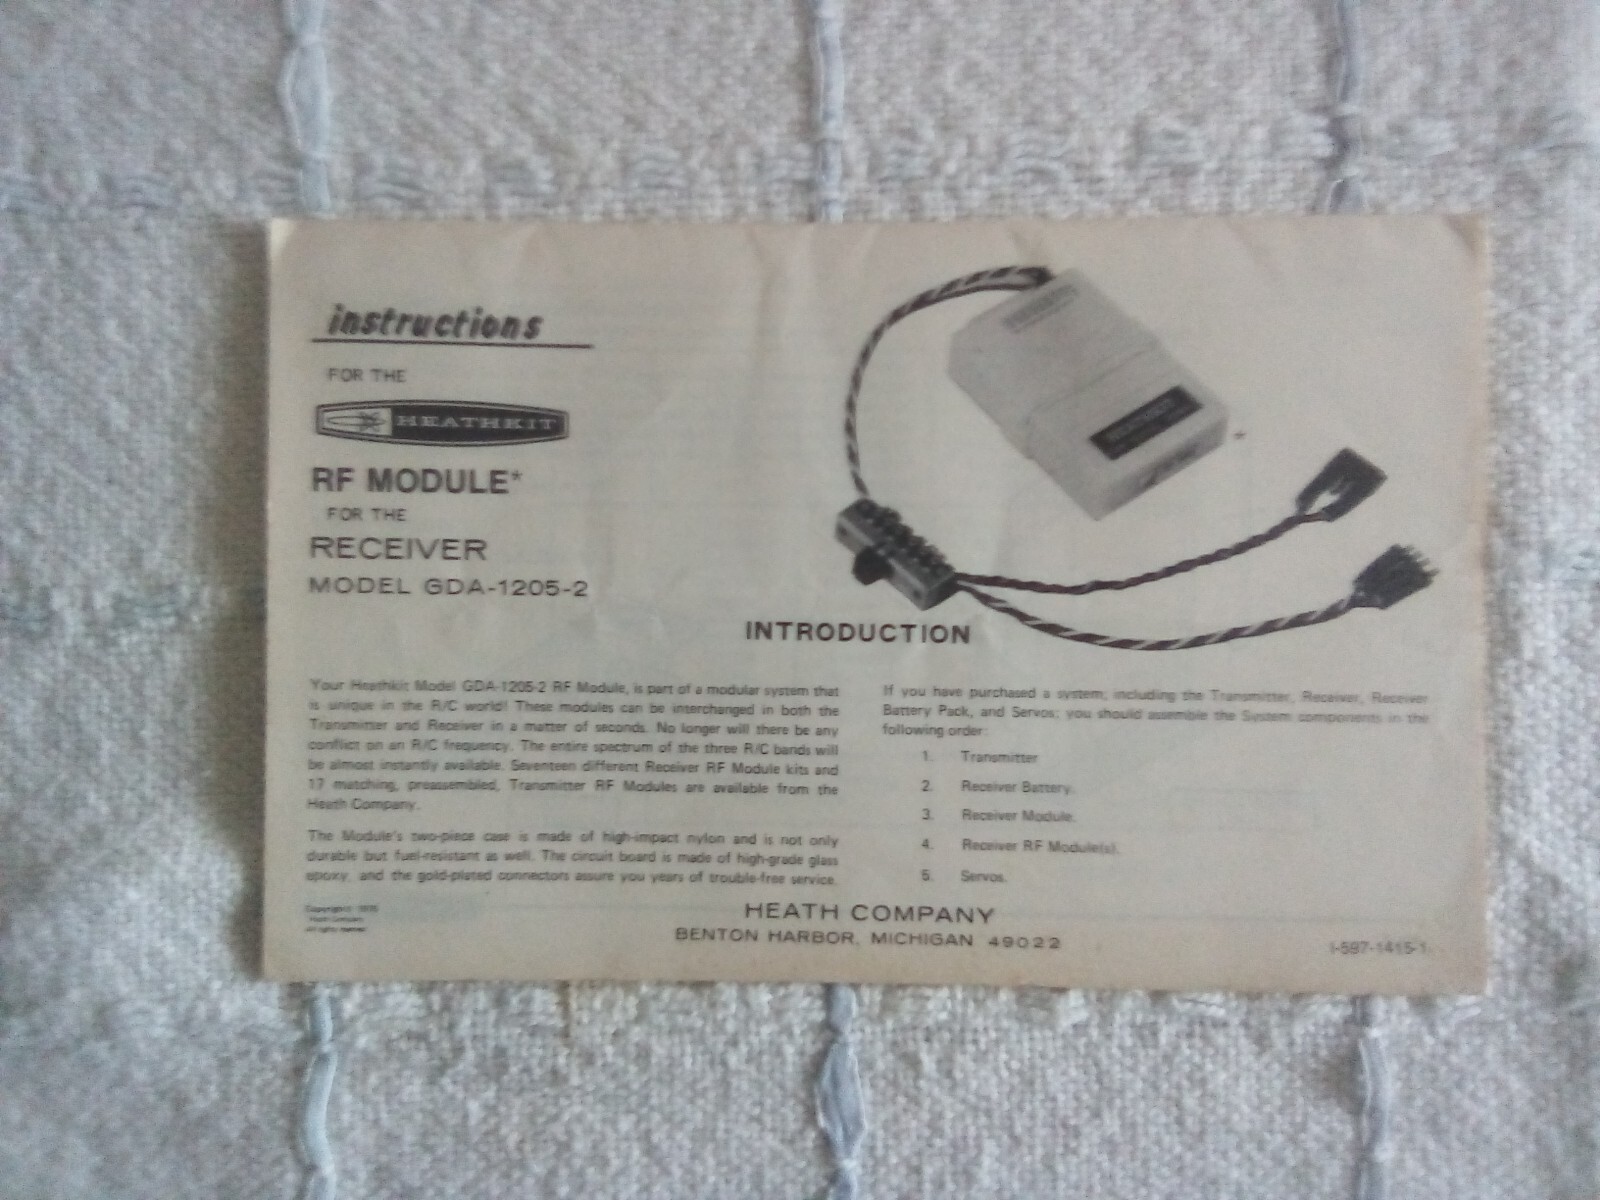 instructions
FOR THE
HEATHKIT
RF MODULE*
FOR THE
RECEIVER
MODEL GDA-1205-2
*
INTRODUCTION
Your Heathkit Model GDA-1205-2 RF Module, is part of a modular system that
is unique in the R/C world! These modules can be interchanged in both the
Transmitter and Receiver in a matter of seconds. No longer will there be any
conflict on an R/C frequency. The entire spectrum of the three R/C bands will
be almost instantly available. Seventeen different Receiver RF Module kits and
17 matching, preassembled, Transmitter RF Modules are available from the
Heath Company.
The Module's two-piece case is made of high-impact nylon and is not only
durable but fuel-resistant as well. The circuit board is made of high-grade glass
epoxy, and the gold-plated connectors assure you years of trouble-free service.
If you have purchased a system, including the Transmitter, Receiver, Receiver
Battery Pack, and Servos; you should assemble the System components in the
following order:
1. Transmitter
2. Receiver Battery.
3. Receiver Module.
4. Receiver RF Module(s).
5. Servos.
Copyright
Heath Company
All rights reserved
HEATH COMPANY
BENTON HARBOR, MICHIGAN 49022